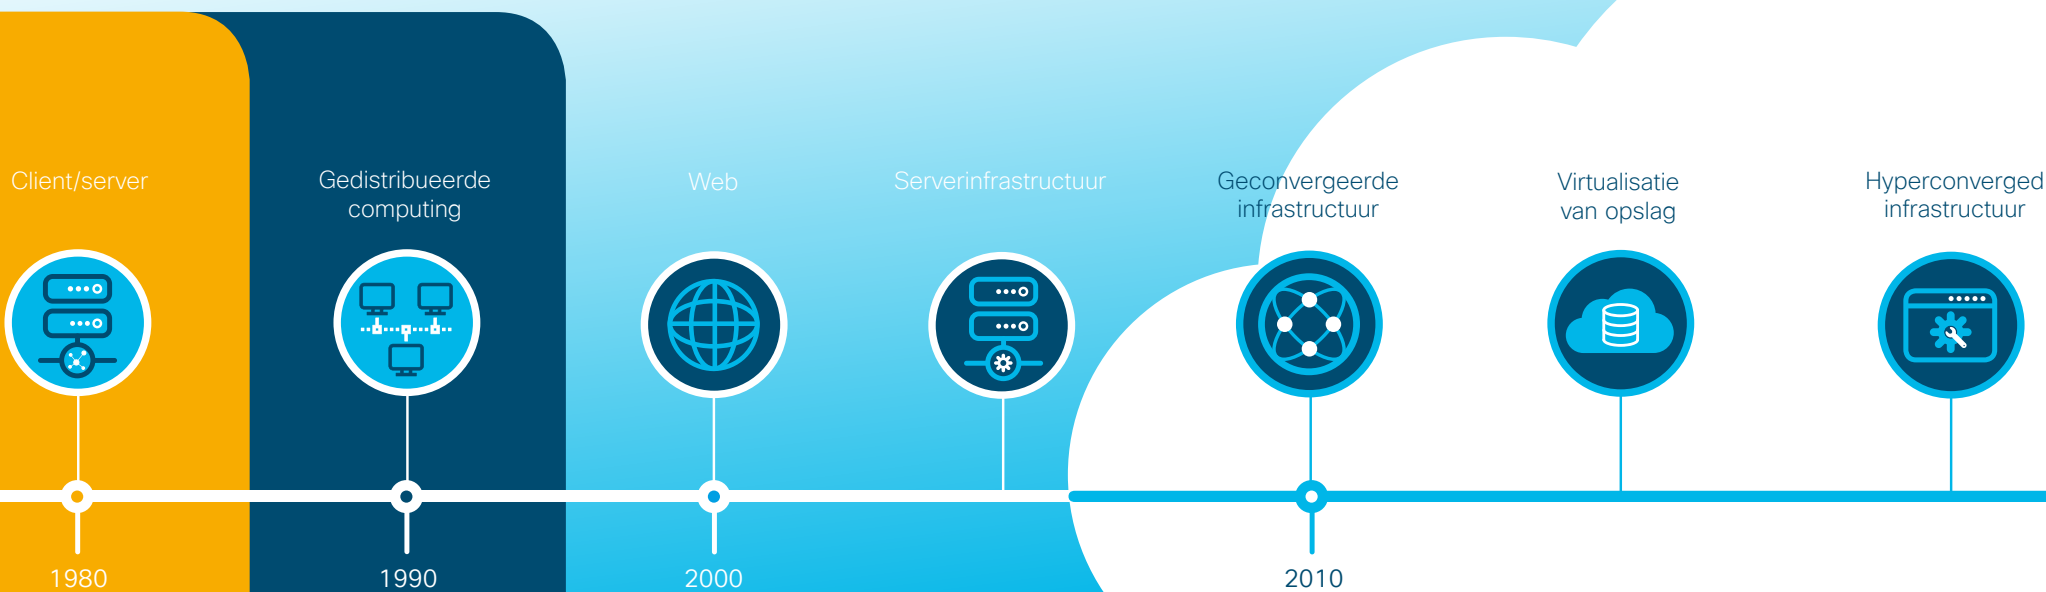 Client/server
Gedistribueerde
computing
Web
Serverinfrastructuur
Geconvergeerde
infrastructuur
Virtualisatie
van opslag
Hyperconverged
infrastructuur
1980
1990
2000
2010